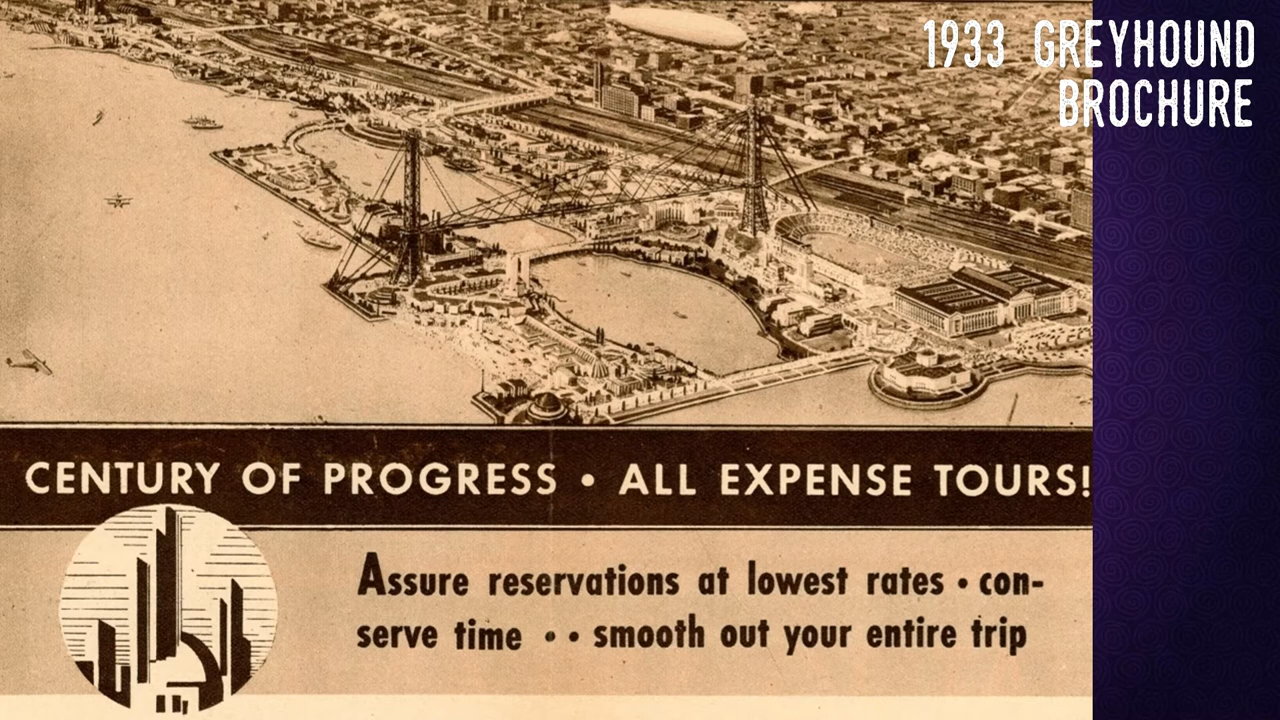 1933 GREYHOUND
BROCHURE
CENTURY OF PROGRESS • ALL EXPENSE TOURS!
Assure reservations at lowest rates • con-
serve time • • smooth out your entire trip